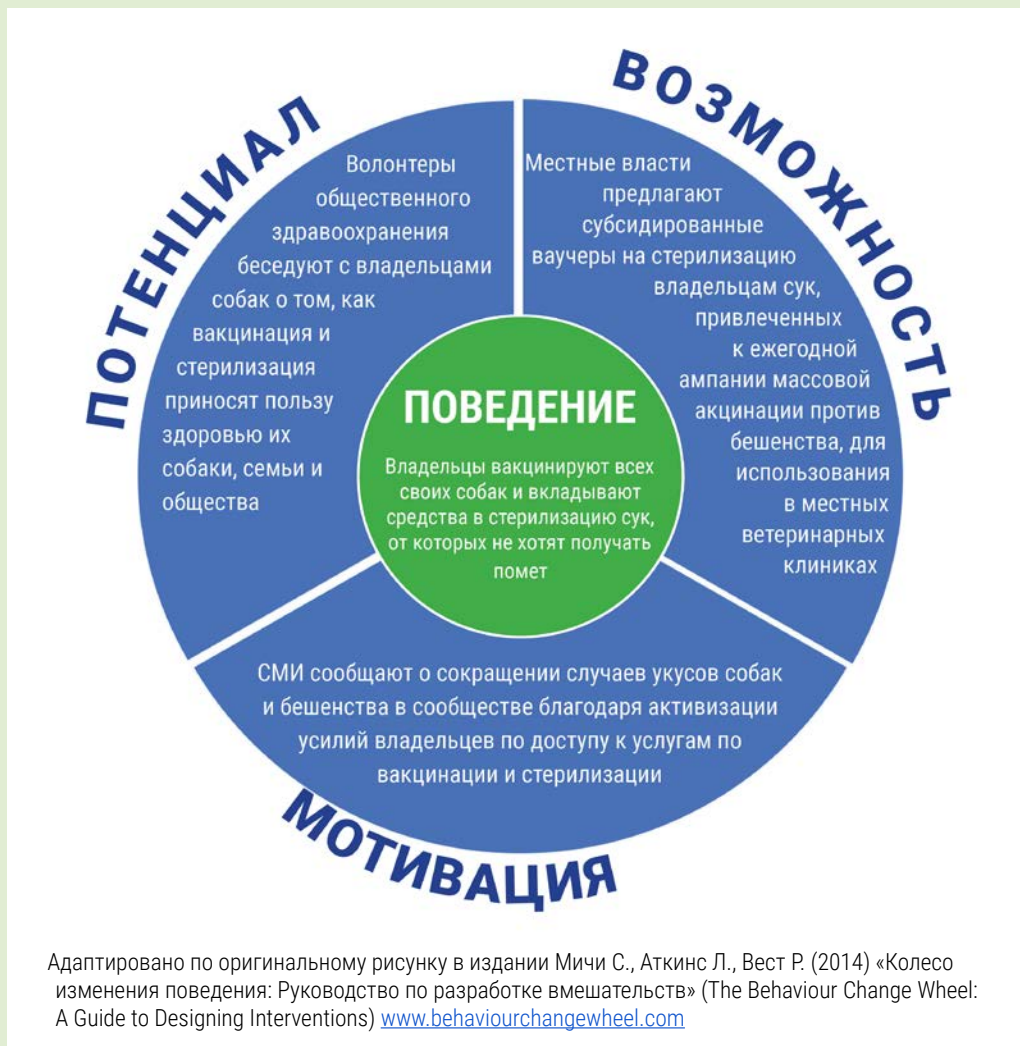 ПОТЕНЦИАЛ
Волонтеры
общественного
здравоохранения
беседуют с владельцами
собак о том, как
вакцинация и
стерилизация
приносят пользу
здоровью их
собаки, семьи и
общества
ВОЗМОЖНОСТЬ
Местные власти
предлагают
субсидированные
ваучеры на стерилизацию
владельцам сук,
привлеченных
к ежегодной
ампании массовой
акцинации против
бешенства, для
использования
в местных
ветеринарных
клиниках
ПОВЕДЕНИЕ
Владельцы вакцинируют всех
своих собак и вкладывают
средства в стерилизацию сук,
от которых не хотят получать
помет
СМИ сообщают о сокращении случаев укусов собак
и бешенства в сообществе благодаря активизации
усилий владельцев по доступу к услугам по
вакцинации и стерилизации
МОТИВАЦИЯ
Адаптировано по оригинальному рисунку в издании Мичи С., Аткинс Л., Вест Р. (2014) «Колесо
изменения поведения: Руководство по разработке вмешательств» (The Behaviour Change Wheel:
A Guide to Designing Interventions) www.behaviourchangewheel.com